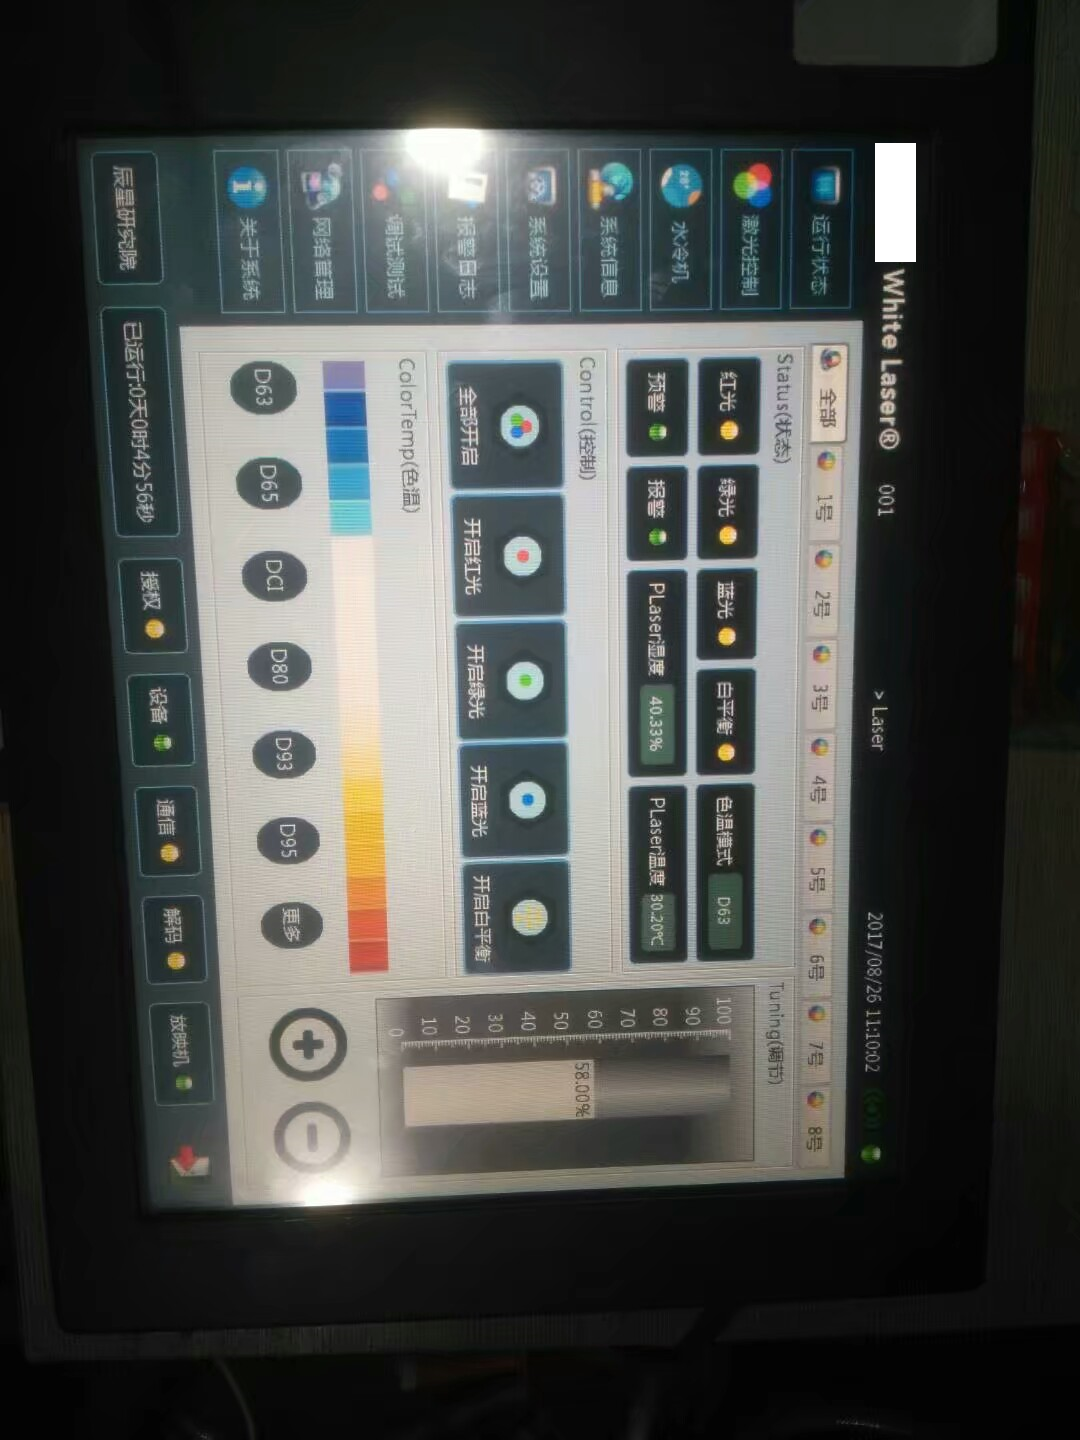 White Laser® 001 > Laser 2017/08/26 11:10:02
运行状态
激光控制
水冷机
系统信息
系统设置
报警日志
调试测试
网络管理
关于系统
全部 1号 2号 3号 4号 5号 6号 7号 8号
Status(状态)
红光 绿光 蓝光 白平衡 色温模式 D63
预警 报警 PLaser湿度 40.33% PLaser温度 30.20℃
Control(控制)
全部开启 开启红光 开启绿光 开启蓝光 开启白平衡
ColorTemp(色温)
D63 D65 DCI D80 D93 D95 更多
Tuning(调节)
100
90
80
70
60
50
40
30
20
10
0
58.00%
辰星研究院 已运行:0天0时4分56秒 授权 设备 通信 解码 放映机